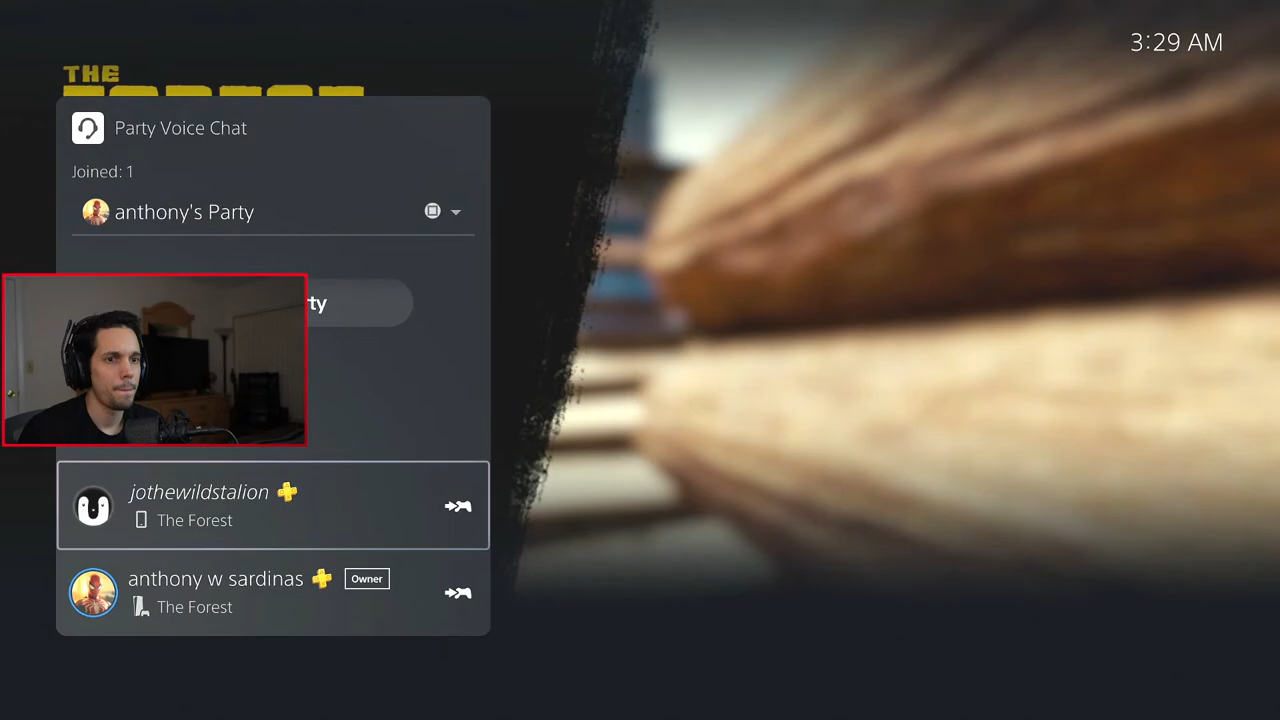 3:29 AM
THE
Party Voice Chat
Joined: 1
anthony's Party
ty
jothewildstalion
The Forest
anthony w sardinas Owner
The Forest